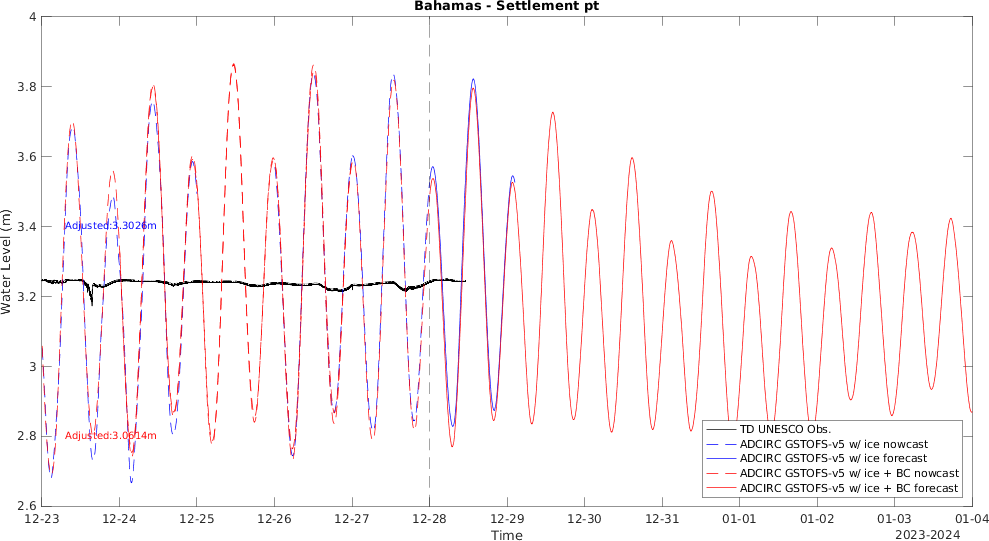 Bahamas - Settlement pt
Water Level (m)
4
3.8
3.6
3.4
3.2
3
2.8
2.6
Adjusted:3.3026m
Adjusted:3.0614m
TD UNESCO Obs.
ADCIRC GSTOFS-v5 w/ ice nowcast
ADCIRC GSTOFS-v5 w/ ice forecast
ADCIRC GSTOFS-v5 w/ ice + BC nowcast
ADCIRC GSTOFS-v5 w/ ice + BC forecast
12-23 12-24 12-25 12-26 12-27 12-28 12-29 12-30 12-31 01-01 01-02 01-03 01-04
Time
2023-2024